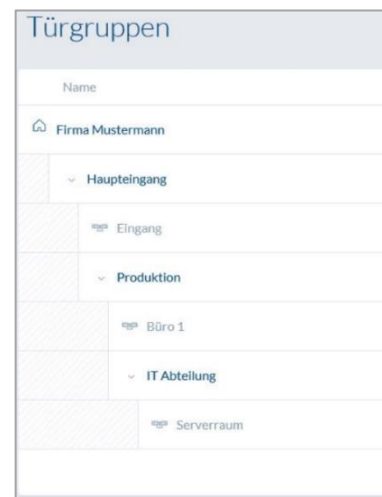 Türgruppen
Name
Firma Mustermann
Haupteingang
Eingang
Produktion
Büro 1
IT Abteilung
Serverraum